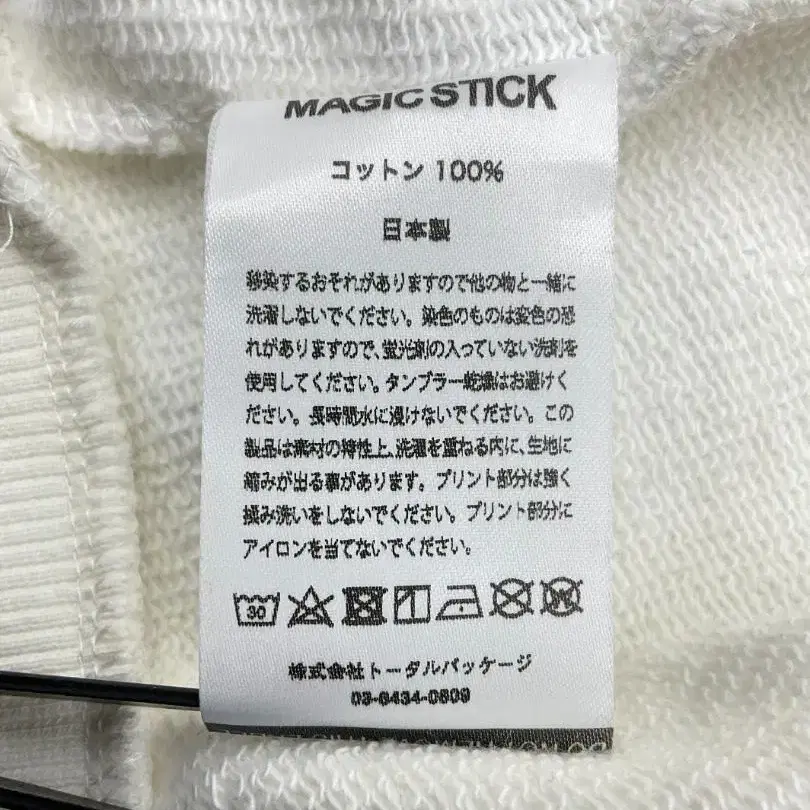 MAGIC STICK
コットン 100%
日本製
移染するおそれがありますので他の物と一緒に
洗濯しないでください。染色のものは変色の恐
れがありますので、蛍光剤の入っていない洗剤を
使用してください。タンブラー乾燥はお避けく
ださい。長時間水に浸けないでください。この
製品は素材の特性上、洗濯を重ねる内に、生地に
縮みが出る事があります。プリント部分は強く
揉み洗いをしないでください。プリント部分に
アイロンを当てないでください。
30
W
株式会社トータルパッケージ
03-6434-0809